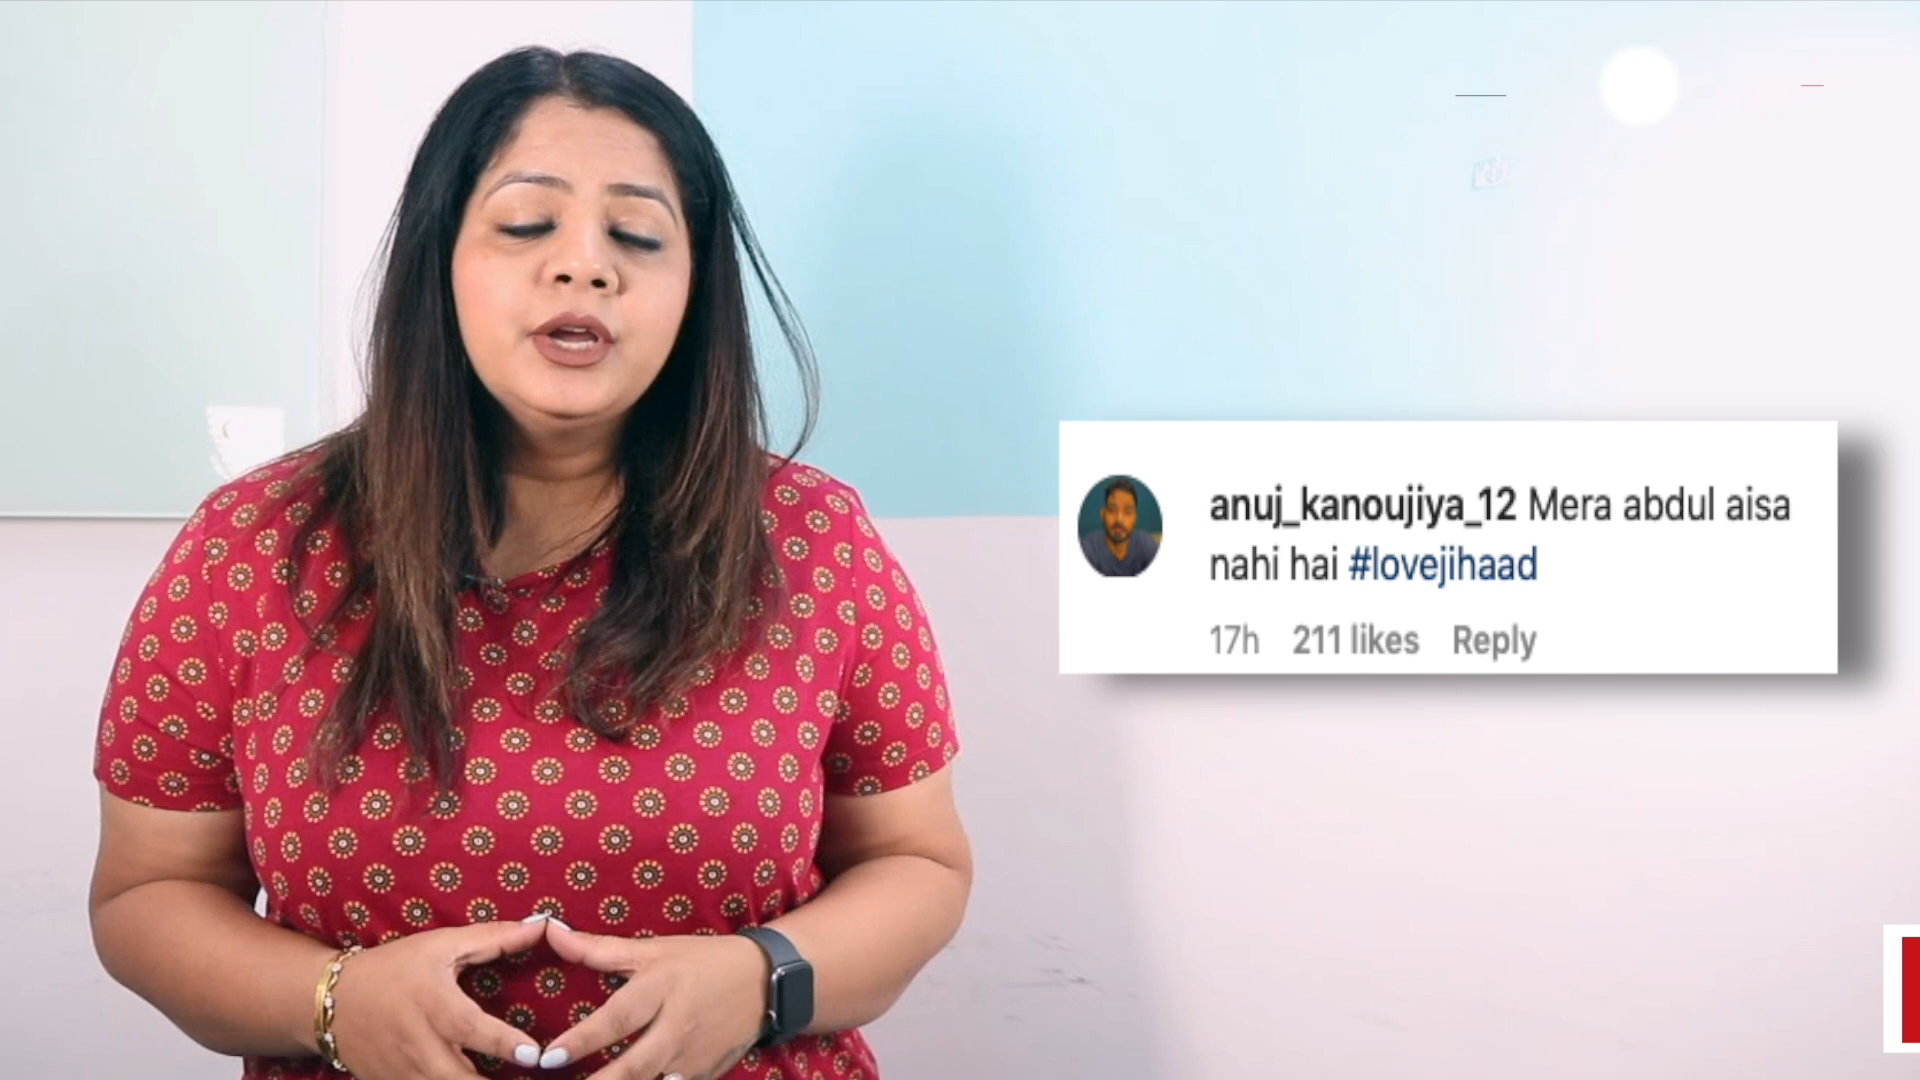 anuj_kanoujiya_12 Mera abdul aisa
nahi hai #lovejihaad
17h 211 likes Reply